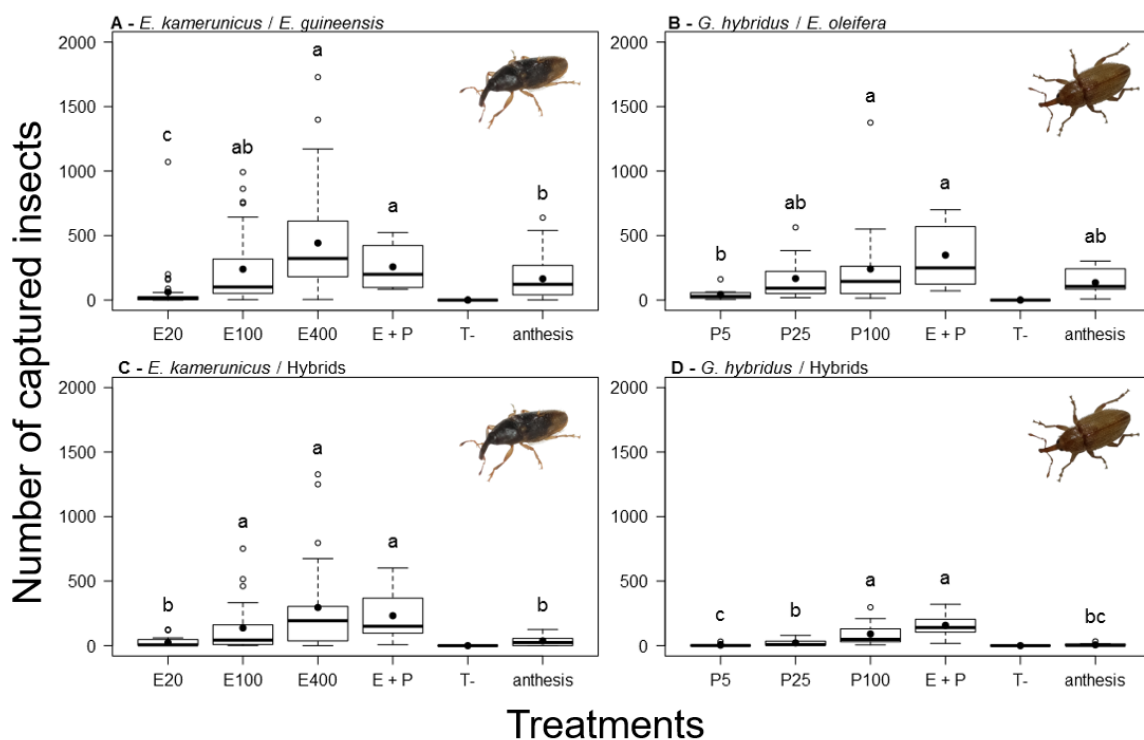 Number of captured insects
A - E. kamerunicus / E. guineensis
2000
1500
1000
500
0
c
ab
a
a
b
E20 E100 E400 E + P T- anthesis
B - G. hybridus / E. oleifera
2000
1500
1000
500
0
b
ab
a
a
ab
P5 P25 P100 E + P T- anthesis
C - E. kamerunicus / Hybrids
2000
1500
1000
500
0
b
a
a
a
b
E20 E100 E400 E + P T- anthesis
D - G. hybridus / Hybrids
2000
1500
1000
500
0
c
b
a
a
bc
P5 P25 P100 E + P T- anthesis
Treatments